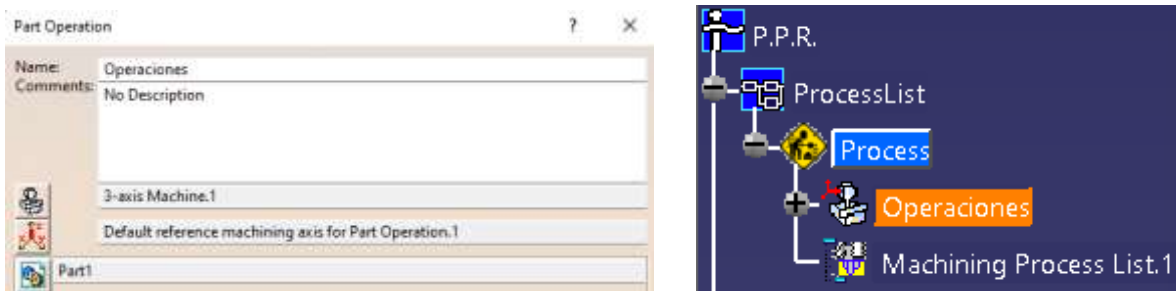 Part Operation ? ×
Name: Operaciones
Comments: No Description
3-axis Machine.1
Default reference machining axis for Part Operation.1
Part1
P.P.R.
ProcessList
Process
Operaciones
Machining Process List.1